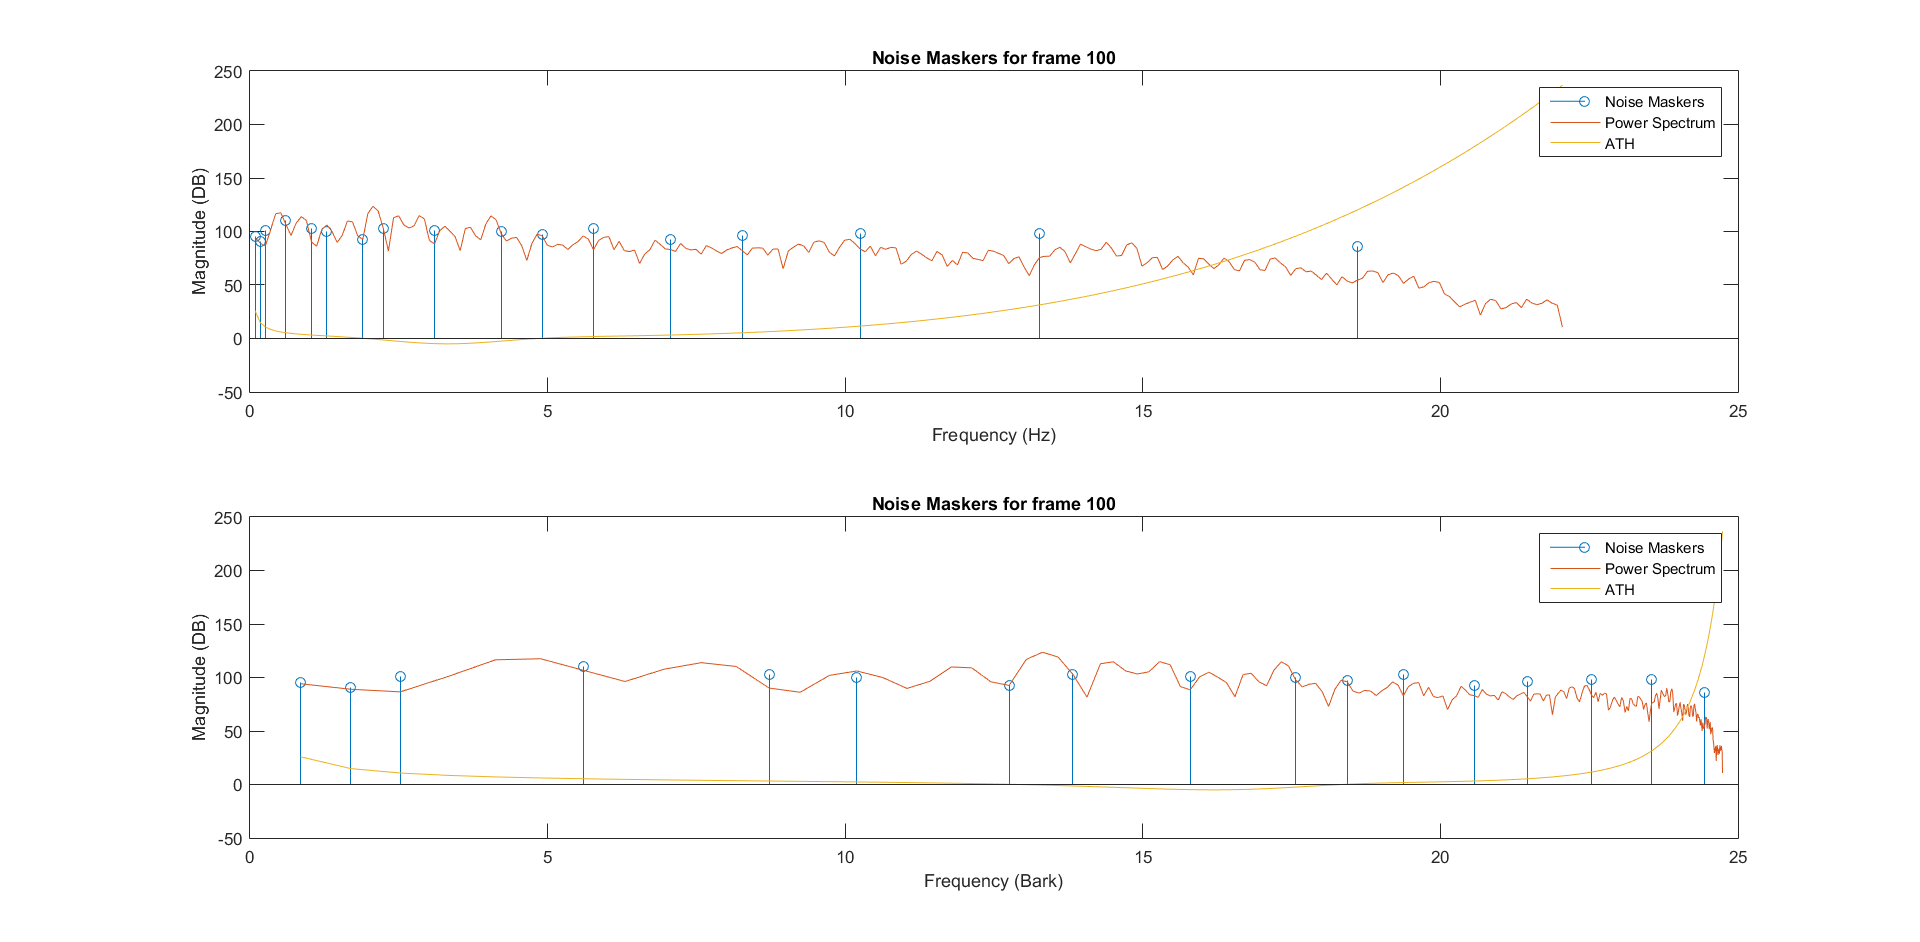 Noise Maskers for frame 100
250
200
150
100
50
0
-50
Magnitude (DB)
Noise Maskers
Power Spectrum
ATH
0 5 10 15 20 25
Frequency (Hz)
Noise Maskers for frame 100
250
200
150
100
50
0
-50
Magnitude (DB)
Noise Maskers
Power Spectrum
ATH
0 5 10 15 20 25
Frequency (Bark)